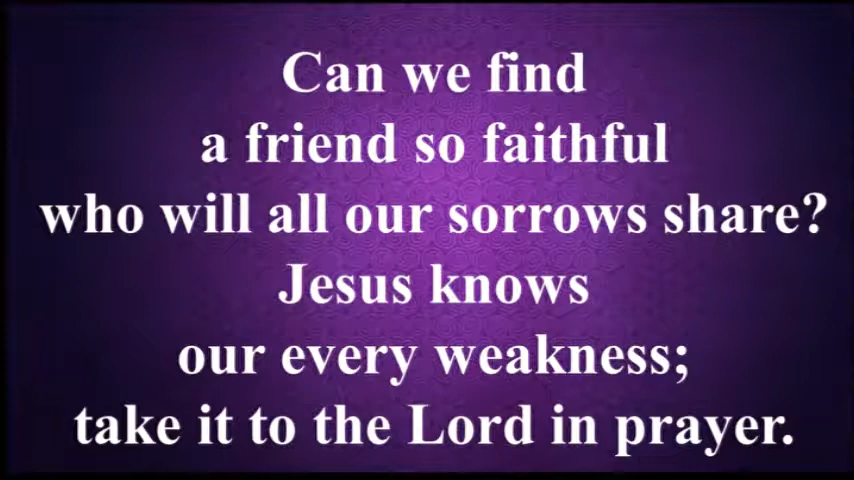 Can we find
a friend so faithful
who will all our sorrows share?
Jesus knows
our every weakness;
take it to the Lord in prayer.